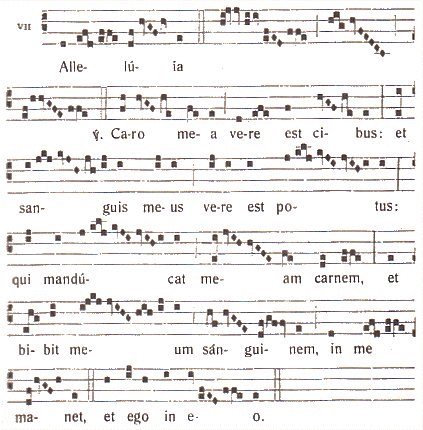 VII
Alle- lú- ia
℣. Ca-ro me- a ve-re est ci- bus: et
san- guis me- us ve-re est po- tus:
qui mandú- cat me- am carnem, et
bi- bit me- um sán- gui- nem, in me
ma- net, et ego in e- o.